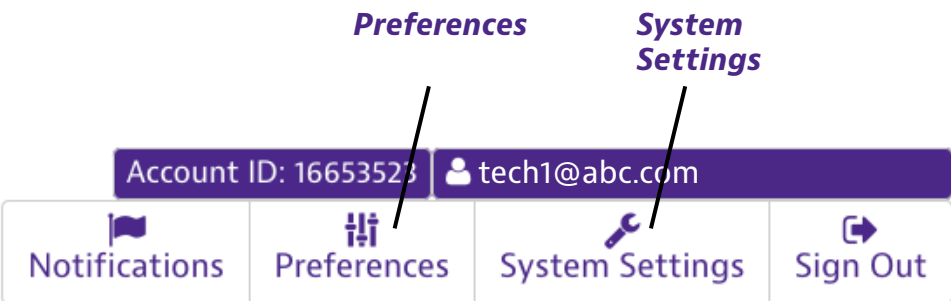 Preferences System
Settings
Account ID: 16653523 tech1@abc.com
Notifications Preferences System Settings Sign Out